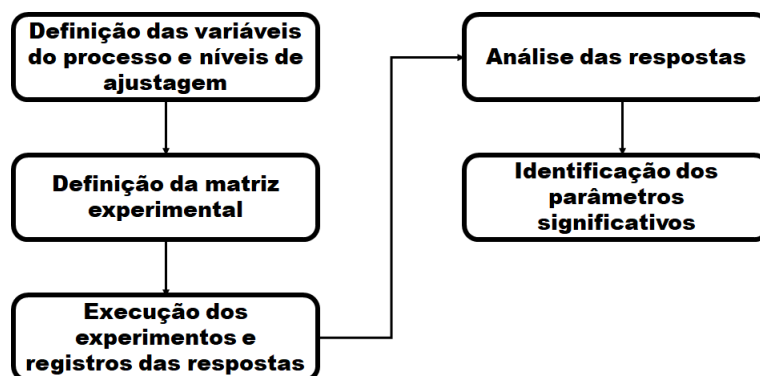 Definição das variáveis
do processo e níveis de
ajustagem
Definição da matriz
experimental
Execução dos
experimentos e
registros das respostas
Análise das respostas
Identificação dos
parâmetros
significativos